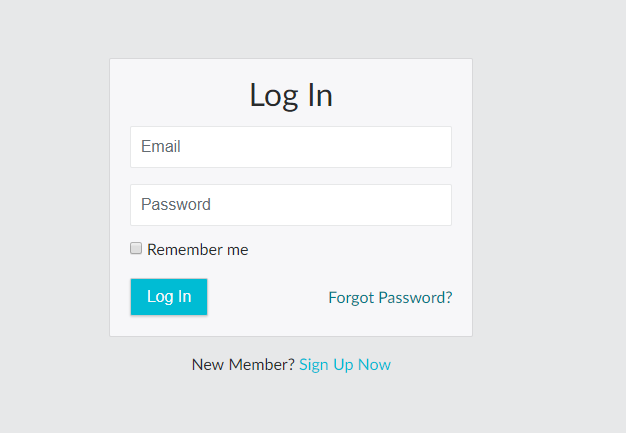 Log In
Email
Password
Remember me
Log In Forgot Password?
New Member? Sign Up Now